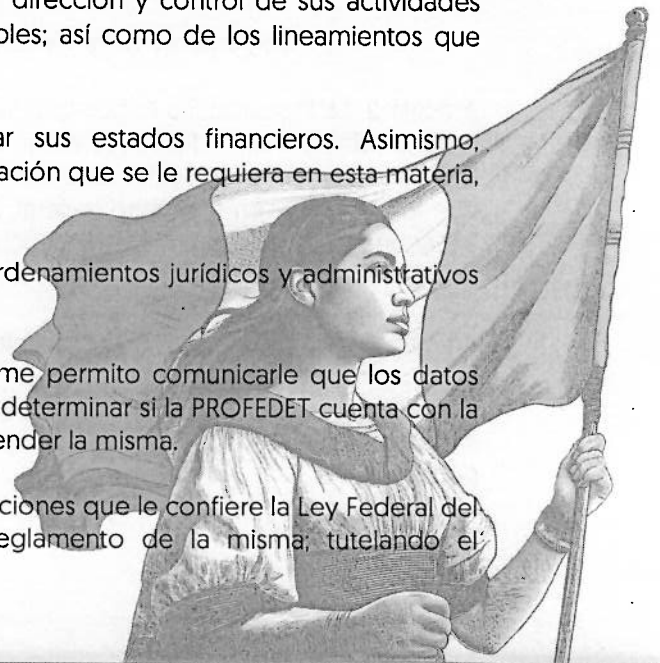 dirección y control de sus actividades
oles; así como de los lineamientos que
ar sus estados financieros. Asimismo,
ación que se le requiera en esta materia,
rdenamientos jurídicos y administrativos
me permito comunicarle que los datos
determinar si la PROFEDET cuenta con la
ender la misma.
ciones que le confiere la Ley Federal del
eglamento de la misma; tutelando el